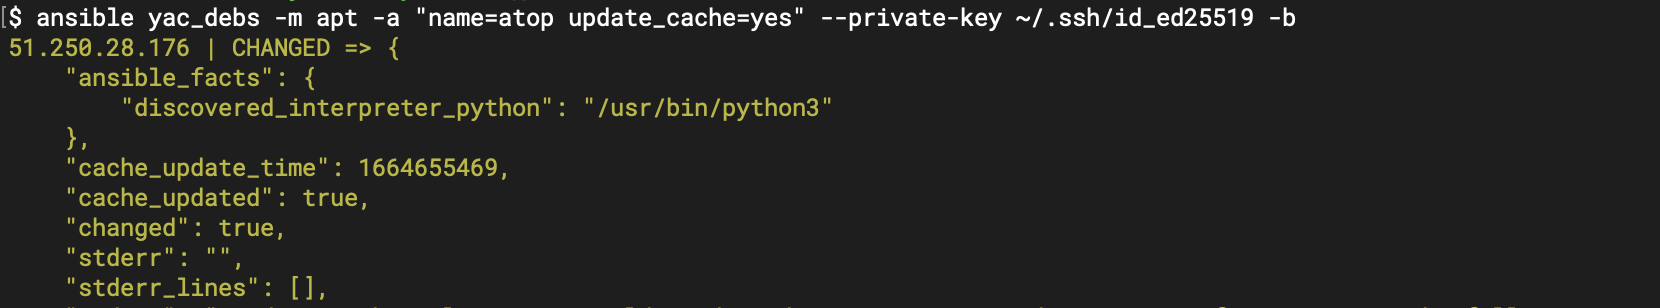 [$ ansible yac_debs -m apt -a "name=atop update_cache=yes" --private-key ~/.ssh/id_ed25519 -b
51.250.28.176 | CHANGED => {
    "ansible_facts": {
        "discovered_interpreter_python": "/usr/bin/python3"
    },
    "cache_update_time": 1664655469,
    "cache_updated": true,
    "changed": true,
    "stderr": "",
    "stderr_lines": [],